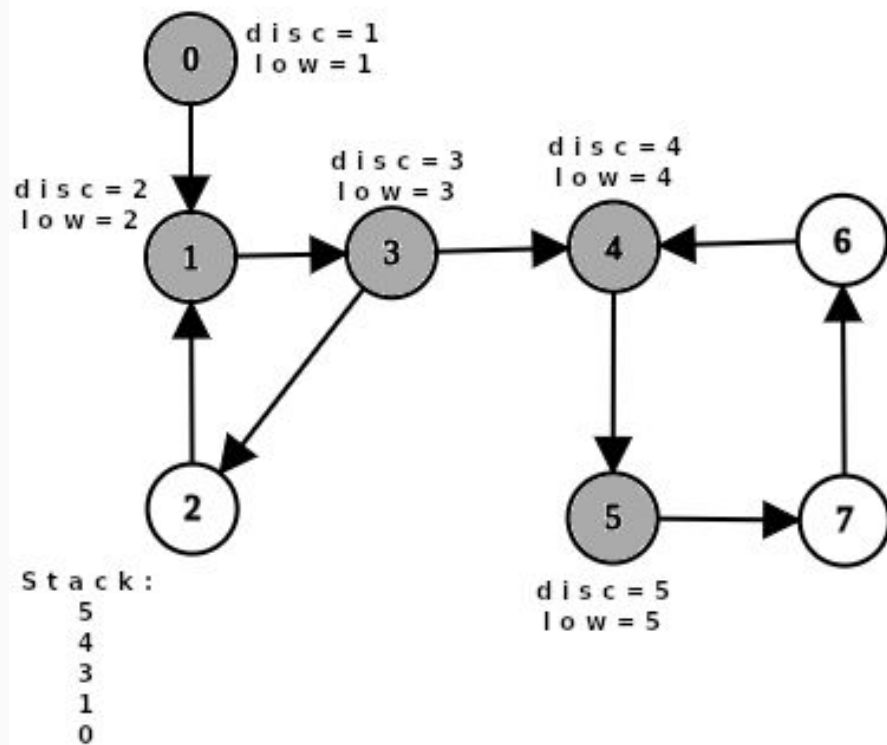 0
disc=1
low=1
disc=2
low=2
1
disc=3
low=3
3
disc=4
low=4
4
6
2
5
7
disc=5
low=5
Stack:
5
4
3
1
0